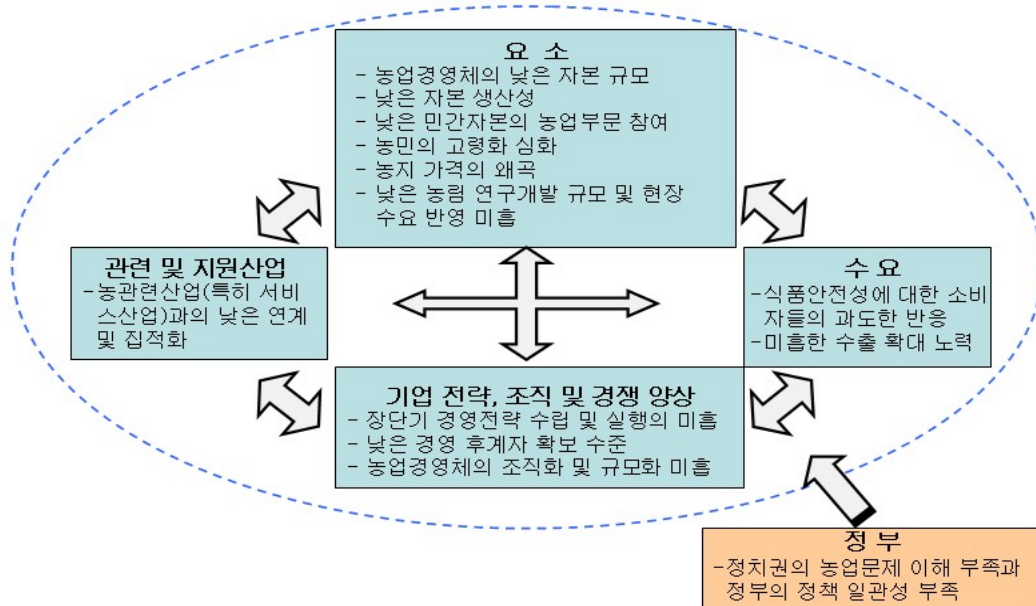 요 소
- 농업경영체의 낮은 자본 규모
- 낮은 자본 생산성
- 낮은 민간자본의 농업부문 참여
- 농민의 고령화 심화
- 농지 가격의 왜곡
- 낮은 농림 연구개발 규모 및 현장
수요 반영 미흡
관련 및 지원산업
-농관련산업(특히 서비
스산업)과의 낮은 연계
및 집적화
수 요
-식품안전성에 대한 소비
자들의 과도한 반응
-미흡한 수출 확대 노력
기업 전략, 조직 및 경쟁 양상
- 장단기 경영전략 수립 및 실행의 미흡
- 낮은 경영 후계자 확보 수준
- 농업경영체의 조직화 및 규모화 미흡
정 부
-정치권의 농업문제 이해 부족과
정부의 정책 일관성 부족